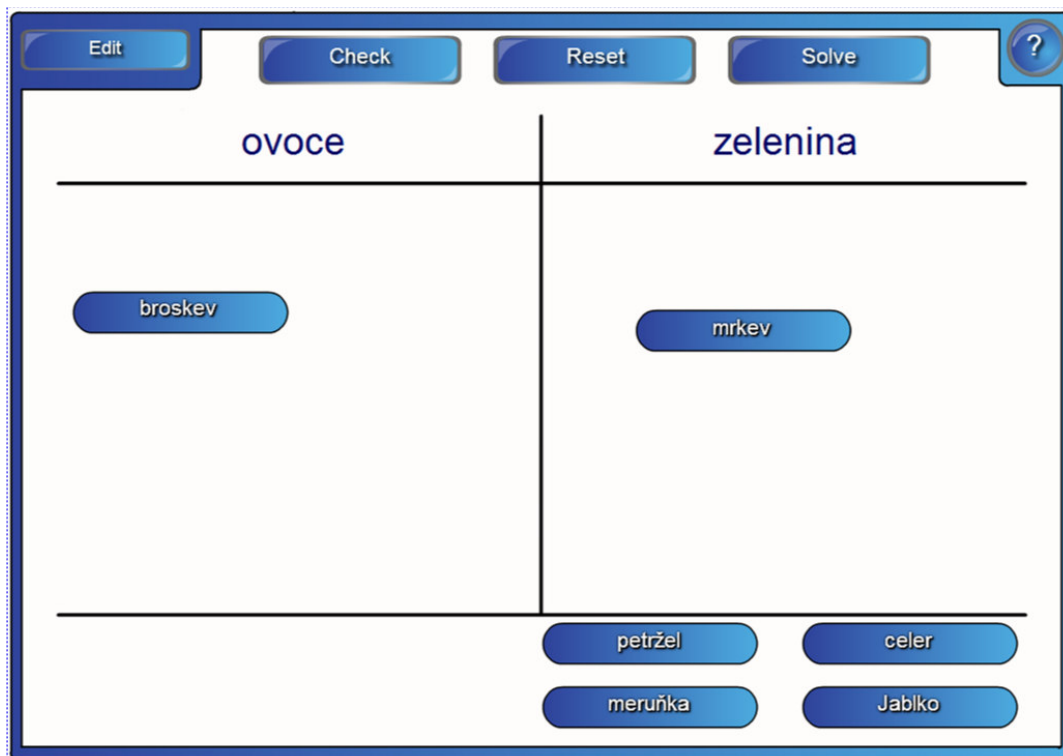 Edit Check Reset Solve ?
ovoce zelenina
broskev
mrkev
petržel celer
meruňka Jablko